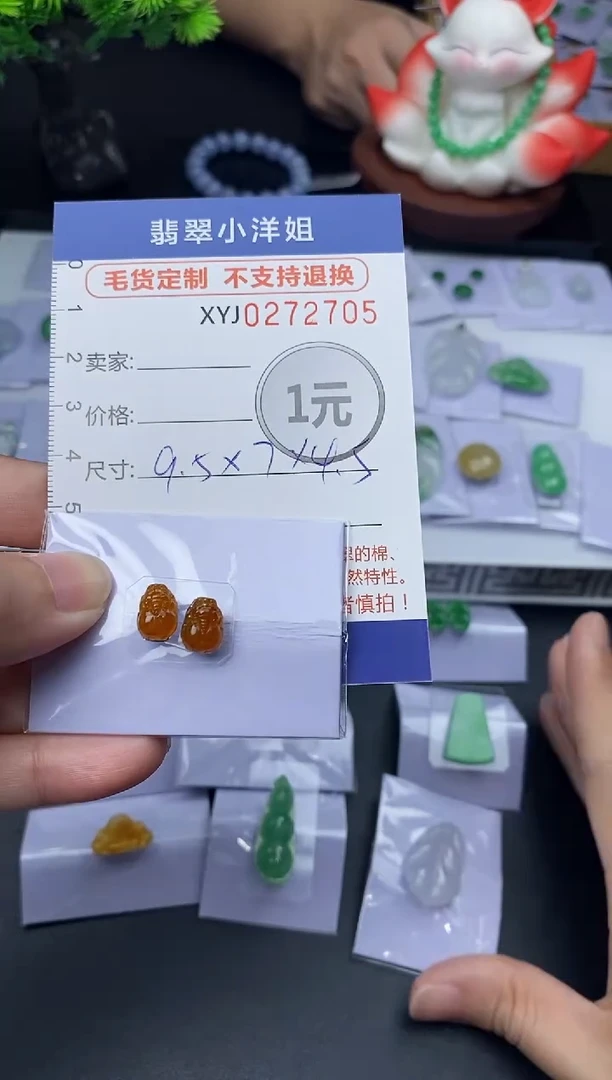 翡翠小洋姐
毛货定制 不支持退换
XYJ0272705
0
1
2
3
4
5
卖家:
1元
价格:
尺寸: 9.5×7×4.5
的棉、
然特性。
者慎拍！